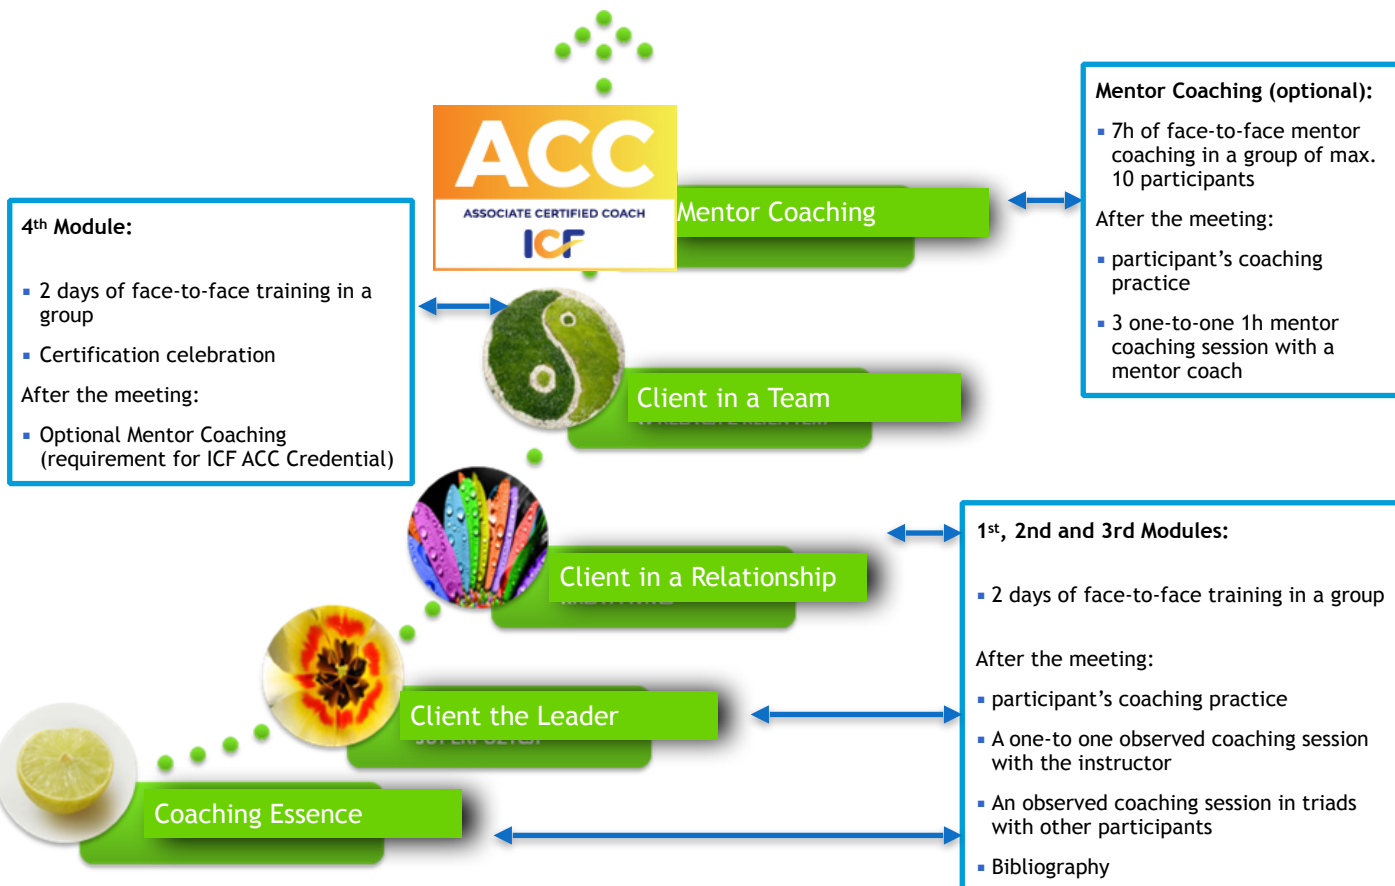 ACC
ASSOCIATE CERTIFIED COACH
ICF
Mentor Coaching
Mentor Coaching (optional):
▪ 7h of face-to-face mentor
coaching in a group of max.
10 participants
After the meeting:
▪ participant’s coaching
practice
▪ 3 one-to-one 1h mentor
coaching session with a
mentor coach
4th Module:
▪ 2 days of face-to-face training in a
group
▪ Certification celebration
After the meeting:
▪ Optional Mentor Coaching
(requirement for ICF ACC Credential)
Client in a Team
Client in a Relationship
Client the Leader
Coaching Essence
1st, 2nd and 3rd Modules:
▪ 2 days of face-to-face training in a group
After the meeting:
▪ participant’s coaching practice
▪ A one-to one observed coaching session
with the instructor
▪ An observed coaching session in triads
with other participants
▪ Bibliography